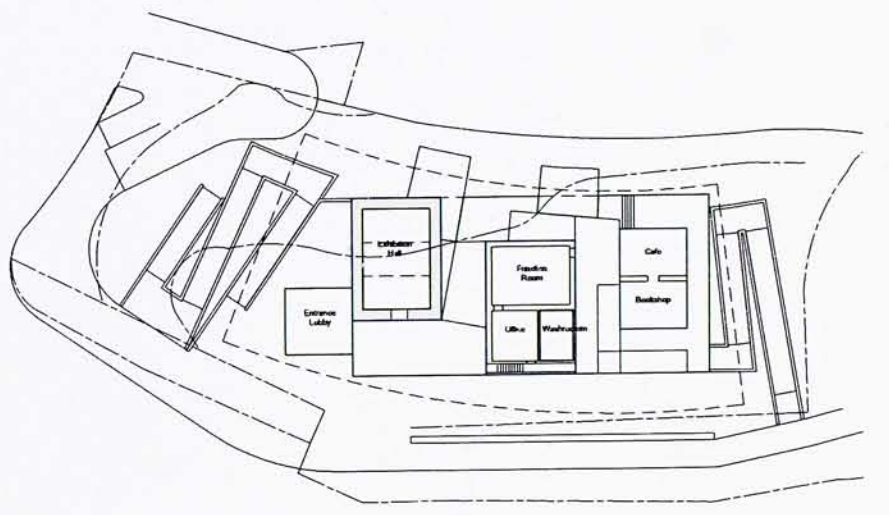 Exhibition
Hall
Entrance
Lobby
Function
Room
Office
Washroom
Cafe
Bookshop